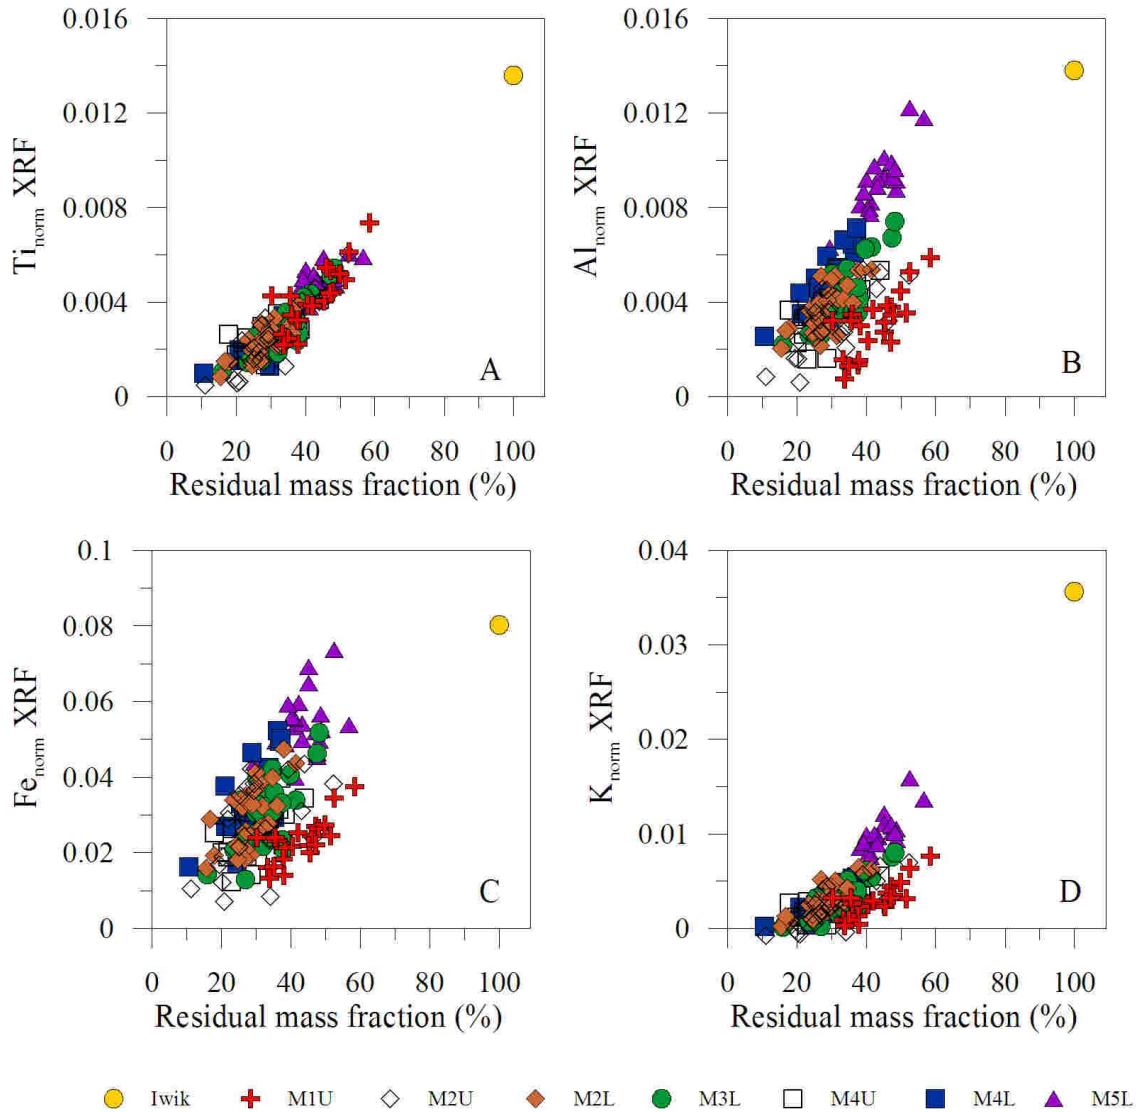 0.016
0.012
0.008
0.004
0
Ti norm XRF
A
0 20 40 60 80 100
Residual mass fraction (%)
0.016
0.012
0.008
0.004
0
Al norm XRF
B
0 20 40 60 80 100
Residual mass fraction (%)
0.1
0.08
0.06
0.04
0.02
0
Fe norm XRF
C
0 20 40 60 80 100
Residual mass fraction (%)
0.04
0.03
0.02
0.01
0
K norm XRF
D
0 20 40 60 80 100
Residual mass fraction (%)
Iwik M1U M2U M2L M3L M4U M4L M5L